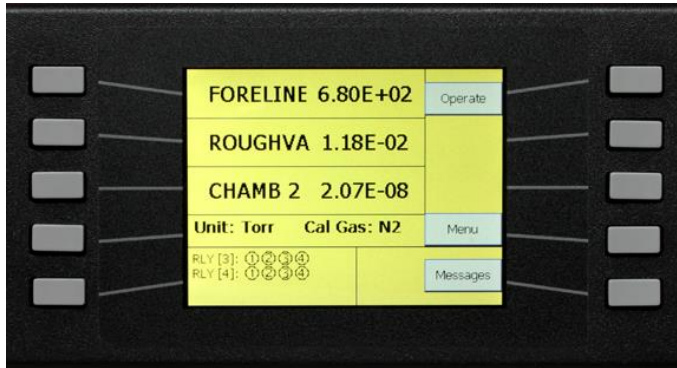 FORELINE 6.80E+02
Operate
ROUGHVA 1.18E-02
CHAMB 2 2.07E-08
Unit: Torr Cal Gas: N2
Menu
RLY [3]: ①②③④
RLY [4]: ①②③④
Messages